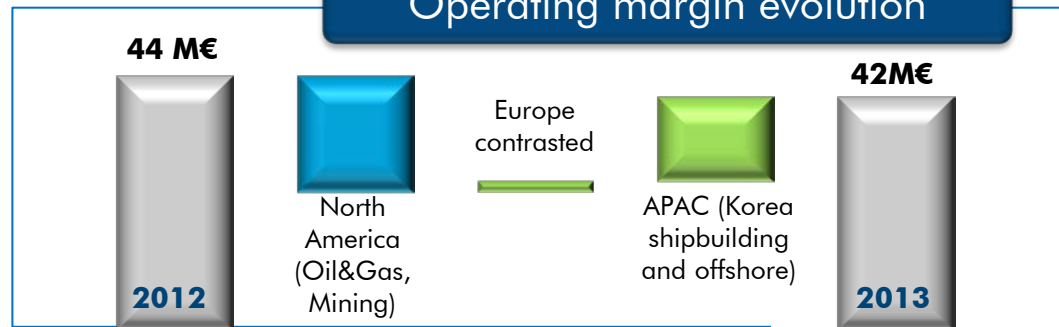 Operating margin evolution
44 M€
42M€
Europe
contrasted
North
America
(Oil&Gas,
Mining)
APAC (Korea
shipbuilding
and offshore)
2012
2013